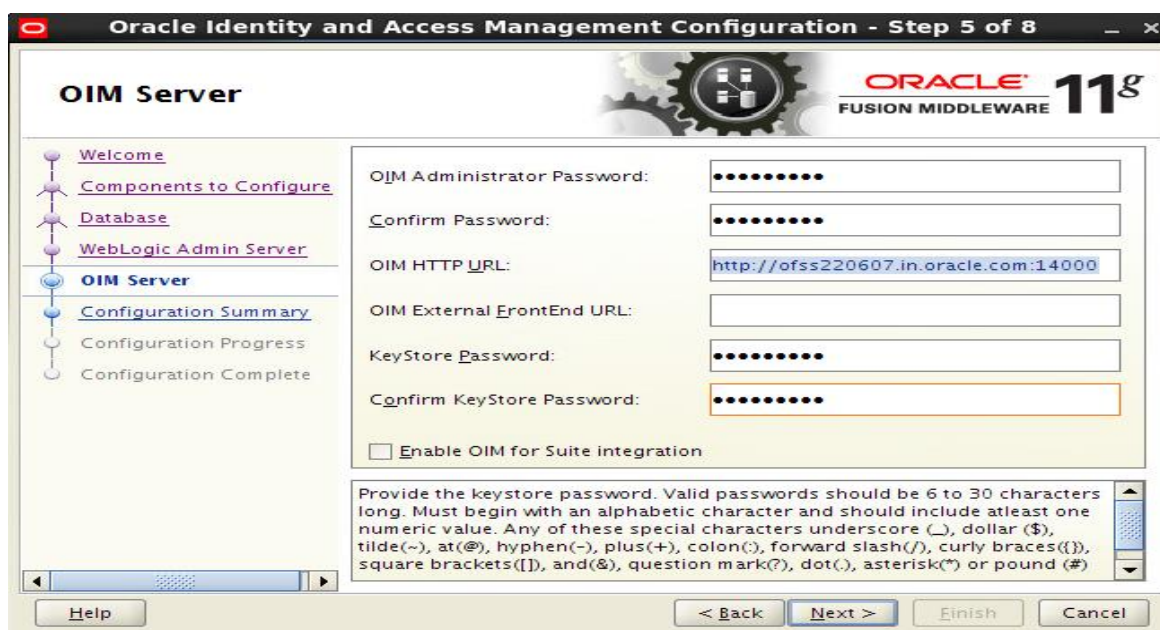 Oracle Identity and Access Management Configuration - Step 5 of 8
OIM Server
ORACLE
FUSION MIDDLEWARE 11g
Welcome
Components to Configure
Database
WebLogic Admin Server
OIM Server
Configuration Summary
Configuration Progress
Configuration Complete
OIM Administrator Password: •••••••••
Confirm Password: •••••••••
OIM HTTP URL: http://ofss220607.in.oracle.com:14000
OIM External FrontEnd URL:
KeyStore Password: •••••••••
Confirm KeyStore Password: •••••••••
Enable OIM for Suite integration
Provide the keystore password. Valid passwords should be 6 to 30 characters
long. Must begin with an alphabetic character and should include atleast one
numeric value. Any of these special characters underscore (_), dollar ($),
tilde(~), at(@), hyphen(-), plus(+), colon(:), forward slash(/), curly braces({}),
square brackets([]), and(&), question mark(?), dot(.), asterisk(*) or pound (#)
Help
< Back
Next >
Finish
Cancel